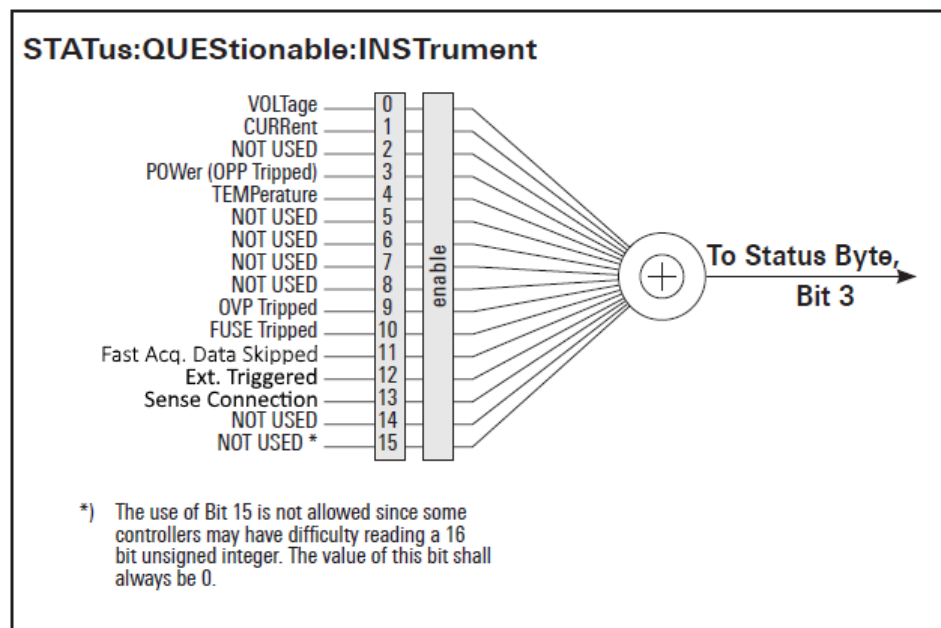 STATus:QUEStionable:INSTrument
VOLTage 0
CURRent 1
NOT USED 2
POWer (OPP Tripped) 3
TEMPerature 4
NOT USED 5
NOT USED 6
NOT USED 7
NOT USED 8
OVP Tripped 9
FUSE Tripped 10
Fast Acq. Data Skipped 11
Ext. Triggered 12
Sense Connection 13
NOT USED 14
NOT USED * 15
enable
To Status Byte,
Bit 3
*) The use of Bit 15 is not allowed since some
controllers may have difficulty reading a 16
bit unsigned integer. The value of this bit shall
always be 0.